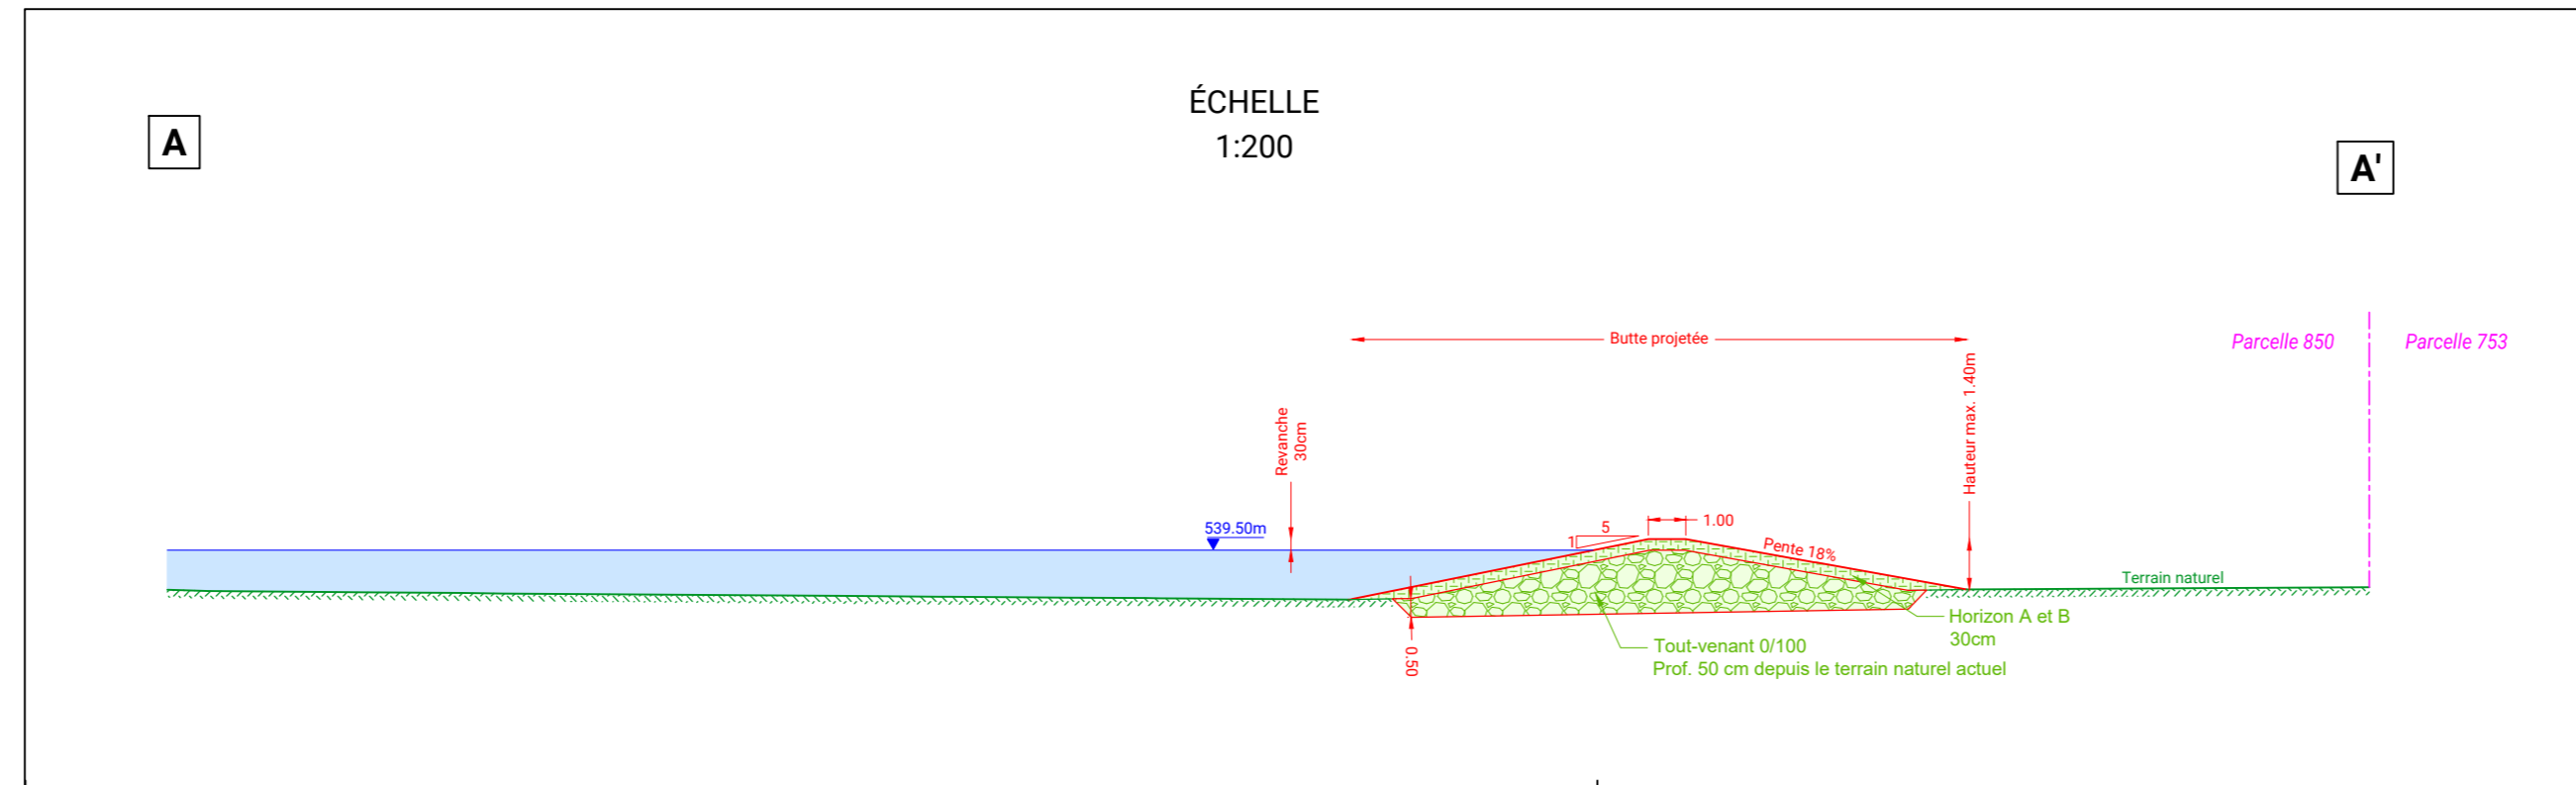 ÉCHELLE
1:200
A
A'
Butte projetée
Parcelle 850
Parcelle 753
Hauteur max. 1.40m
Revanche
30cm
539.50m
5
1
1.00
Pente 18%
Terrain naturel
Horizon A et B
30cm
Tout-venant 0/100
Prof. 50 cm depuis le terrain naturel actuel
0.50